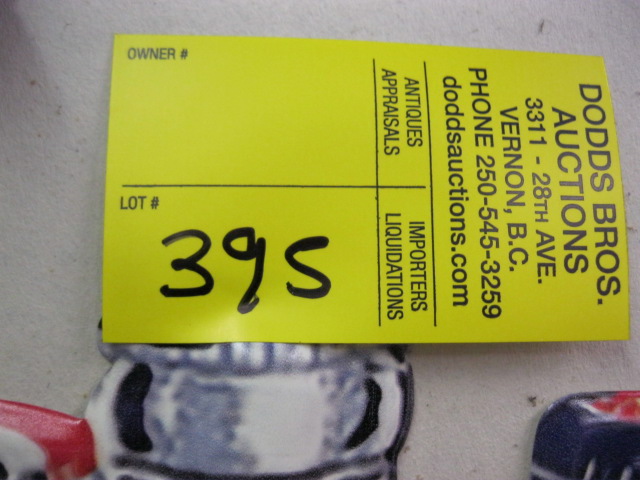 DODDS BROS.
AUCTIONS
3311 - 28TH AVE.
VERNON, B.C.
PHONE 250-545-3259
doddsauctions.com
ANTIQUES
APPRAISALS
IMPORTERS
LIQUIDATIONS
OWNER #
LOT #
395